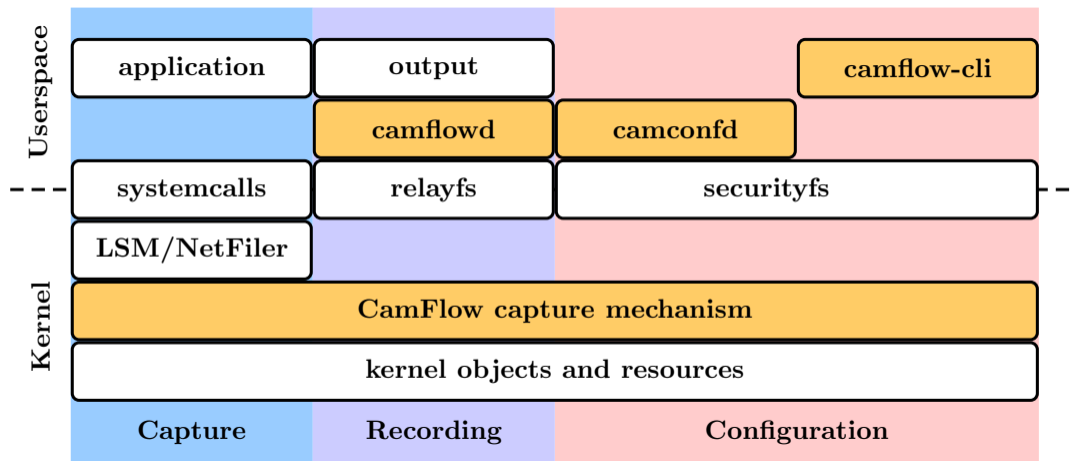 Userspace
application
output
camflow-cli
camflowd
camconfd
systemcalls
relayfs
securityfs
LSM/NetFiler
Kernel
CamFlow capture mechanism
kernel objects and resources
Capture
Recording
Configuration